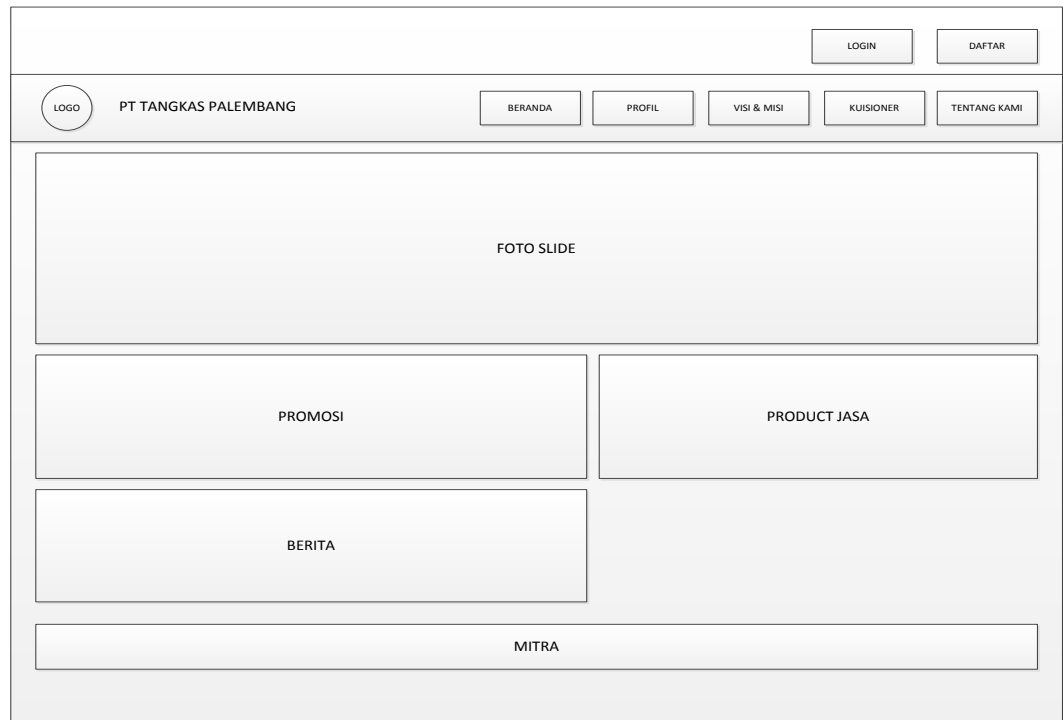 LOGIN
DAFTAR
LOGO
PT TANGKAS PALEMBANG
BERANDA
PROFIL
VISI & MISI
KUISIONER
TENTANG KAMI
FOTO SLIDE
PROMOSI
PRODUCT JASA
BERITA
MITRA